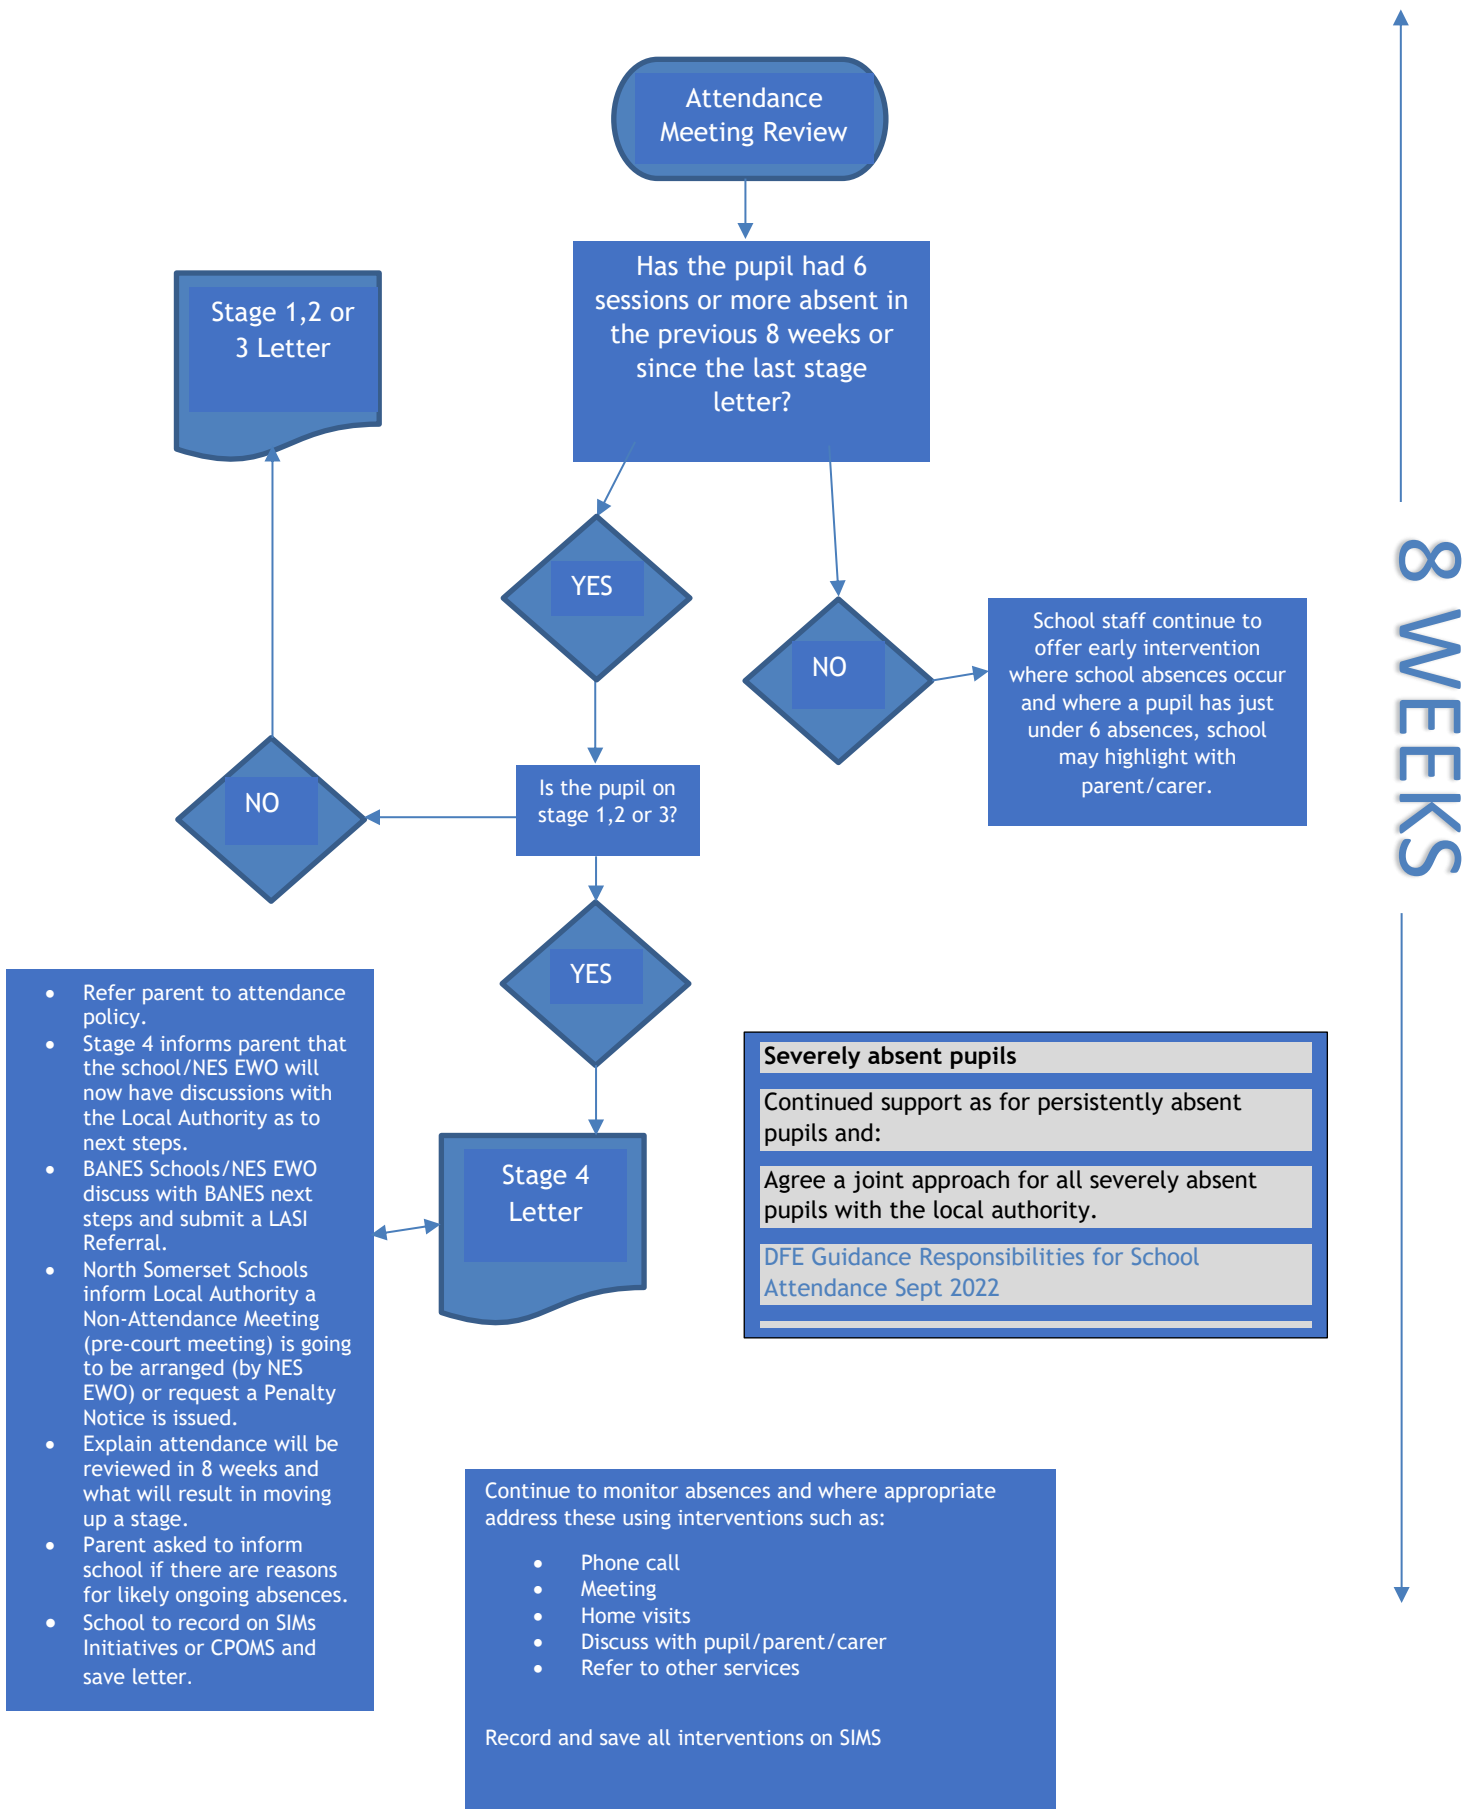 Attendance
Meeting Review
Has the pupil had 6
sessions or more absent in
the previous 8 weeks or
since the last stage
letter?
Stage 1,2 or
3 Letter
YES
NO
School staff continue to
offer early intervention
where school absences occur
and where a pupil has just
under 6 absences, school
may highlight with
parent/carer.
8 WEEKS
Is the pupil on
stage 1,2 or 3?
NO
YES
Stage 4
Letter
• Refer parent to attendance
policy.
• Stage 4 informs parent that
the school/NES EWO will
now have discussions with
the Local Authority as to
next steps.
• BANES Schools/NES EWO
discuss with BANES next
steps and submit a LASI
Referral.
• North Somerset Schools
inform Local Authority a
Non-Attendance Meeting
(pre-court meeting) is going
to be arranged (by NES
EWO) or request a Penalty
Notice is issued.
• Explain attendance will be
reviewed in 8 weeks and
what will result in moving
up a stage.
• Parent asked to inform
school if there are reasons
for likely ongoing absences.
• School to record on SIMs
Initiatives or CPOMS and
save letter.
Severely absent pupils
Continued support as for persistently absent
pupils and:
Agree a joint approach for all severely absent
pupils with the local authority.
DFE Guidance Responsibilities for School
Attendance Sept 2022
Continue to monitor absences and where appropriate
address these using interventions such as:
• Phone call
• Meeting
• Home visits
• Discuss with pupil/parent/carer
• Refer to other services
Record and save all interventions on SIMS